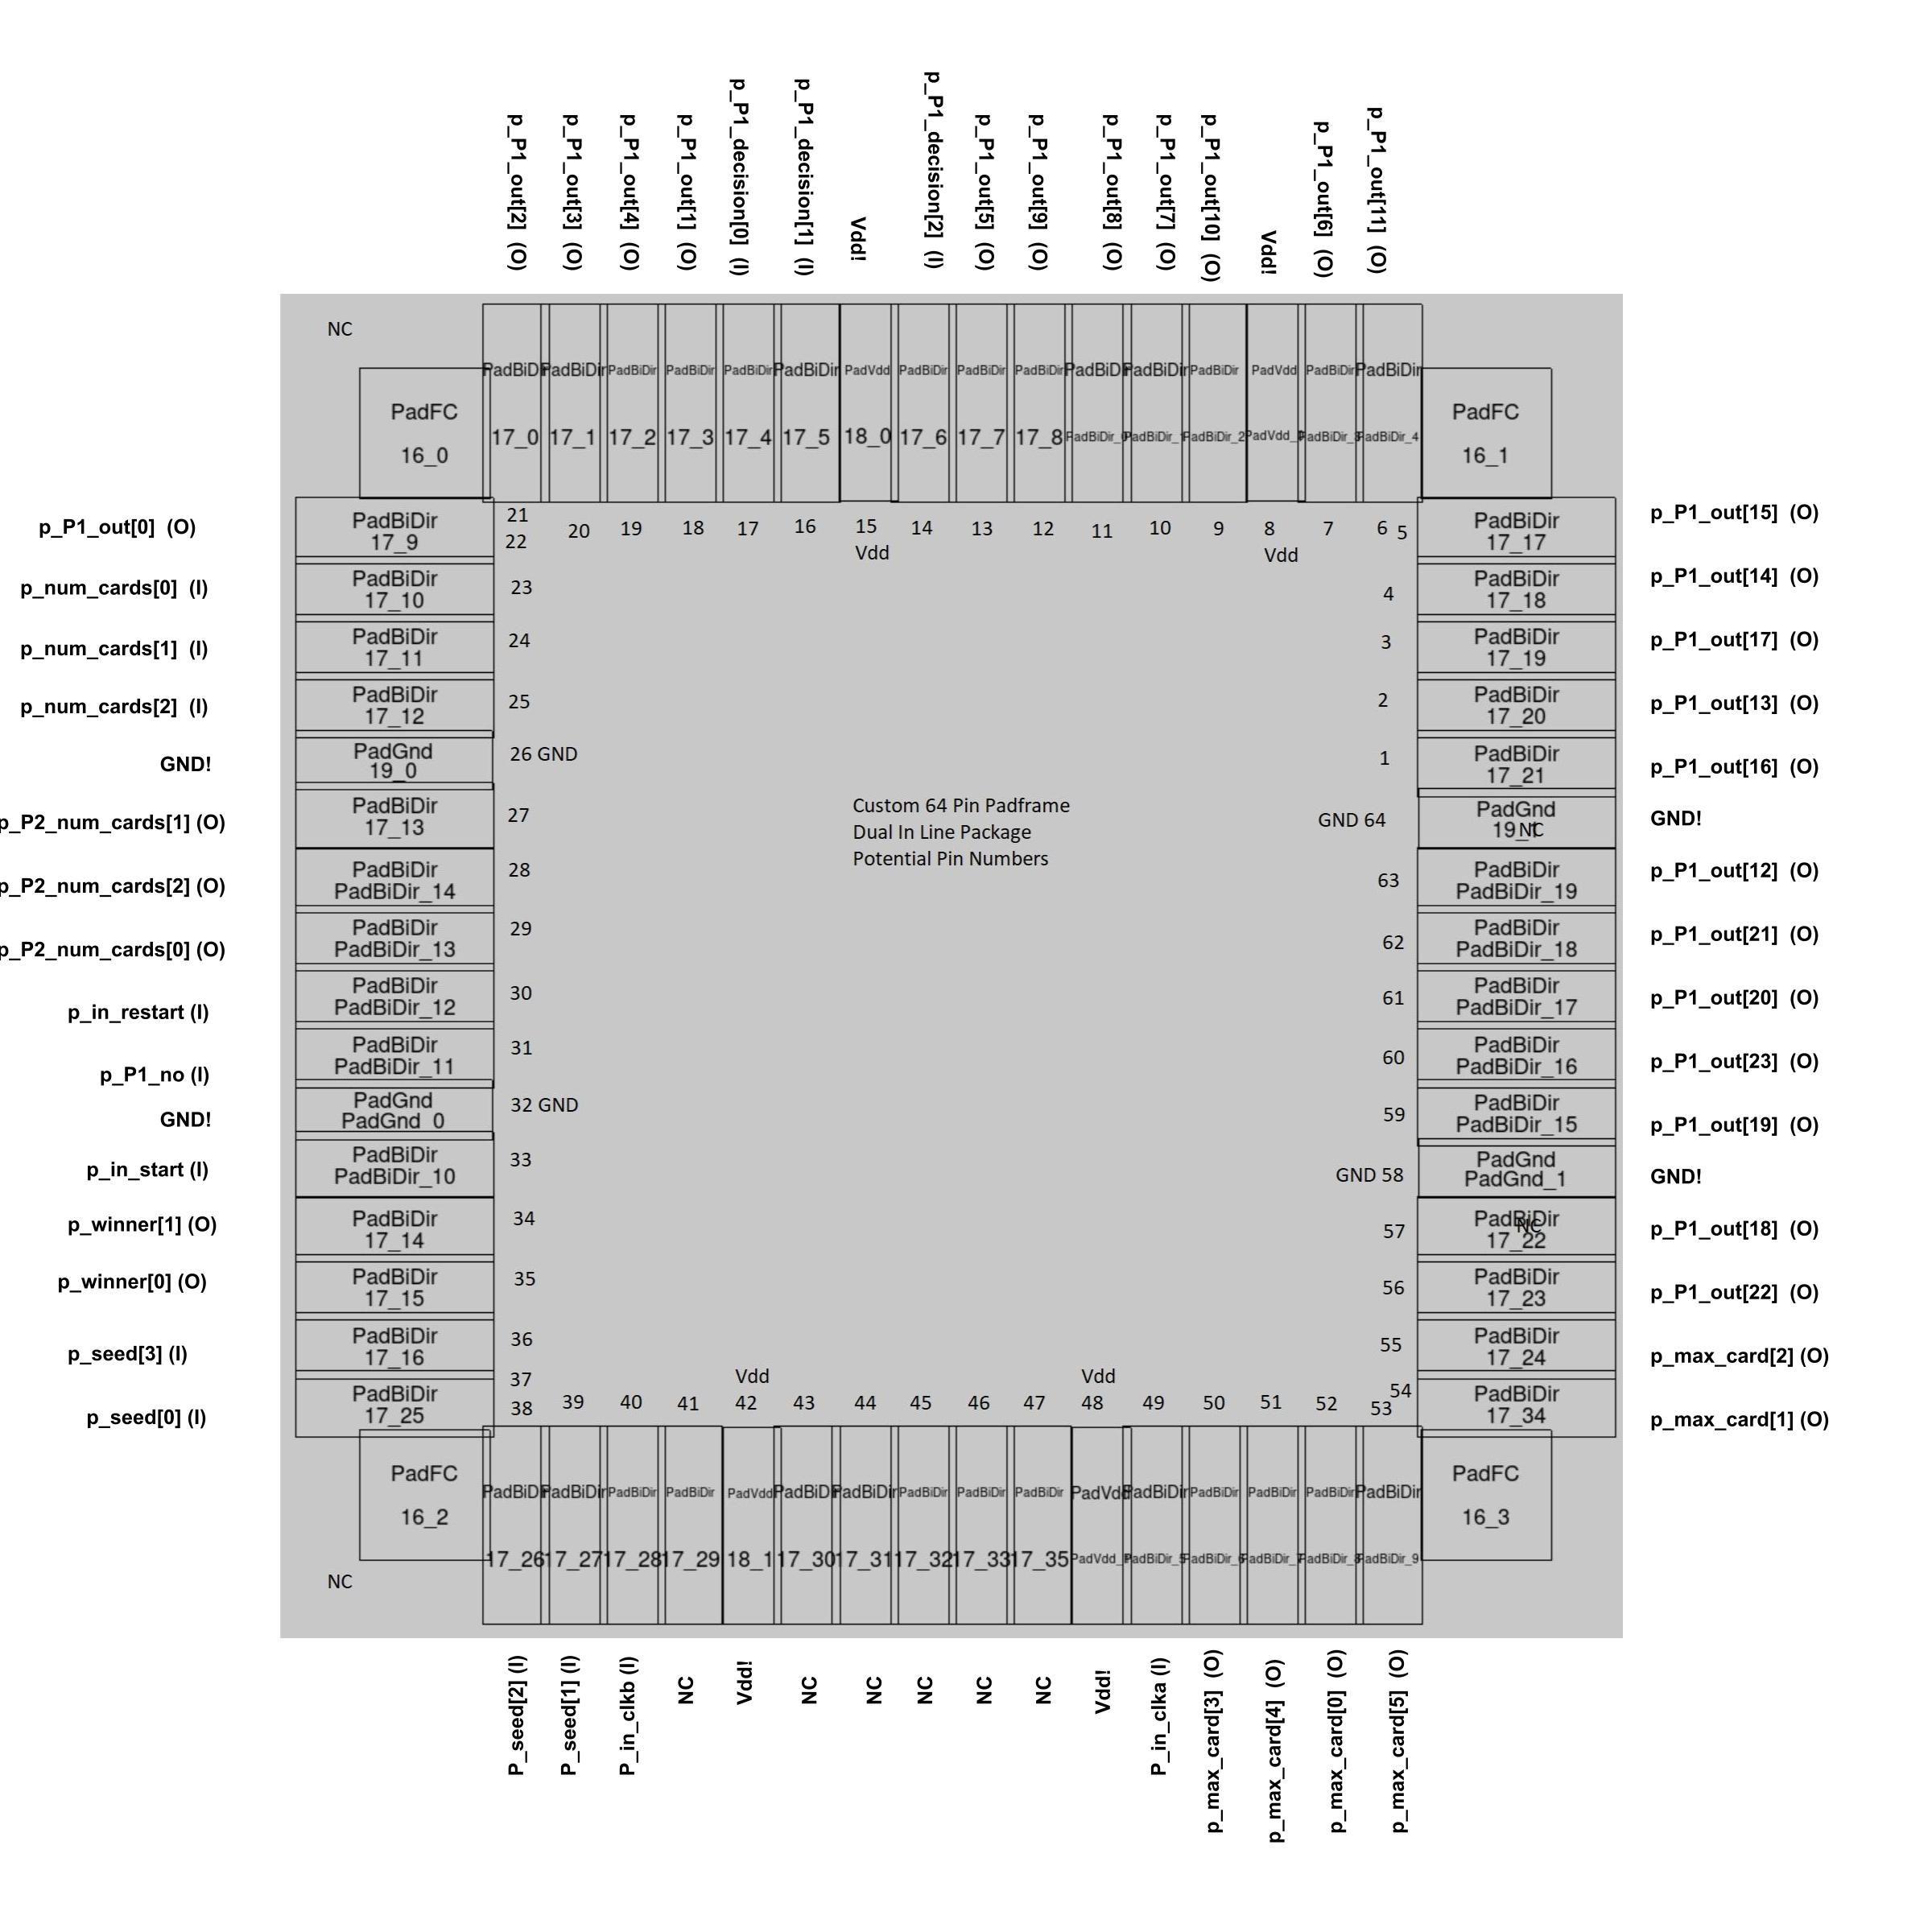 p_P1_out[2] (O)
p_P1_out[3] (O)
p_P1_out[4] (O)
p_P1_out[1] (O)
p_P1_decision[0] (I)
p_P1_decision[1] (I)
Vdd!
p_P1_decision[2] (I)
p_P1_out[5] (O)
p_P1_out[9] (O)
p_P1_out[8] (O)
p_P1_out[7] (O)
p_P1_out[10] (O)
Vdd!
p_P1_out[6] (O)
p_P1_out[11] (O)
NC
PadFC
16_0
PadBiDir
17_0
PadBiDir
17_1
PadBiDir
17_2
PadBiDir
17_3
PadBiDir
17_4
PadBiDir
17_5
PadVdd
18_0
PadBiDir
17_6
PadBiDir
17_7
PadBiDir
17_8
PadBiDir
PadBiDir_0
PadBiDir
PadBiDir_1
PadBiDir
PadBiDir_2
PadVdd
PadVdd_
PadBiDir
PadBiDir_3
PadBiDir
PadBiDir_4
PadFC
16_1
21 20 19 18 17 16 15 14 13 12 11 10 9 8 7 6 5
Vdd
Vdd
p_P1_out[0] (O)
PadBiDir
17_9
22
p_num_cards[0] (I)
PadBiDir
17_10
23
p_num_cards[1] (I)
PadBiDir
17_11
24
p_num_cards[2] (I)
PadBiDir
17_12
25
GND!
PadGnd
19_0
26 GND
p_P2_num_cards[1] (O)
PadBiDir
17_13
27
p_P2_num_cards[2] (O)
PadBiDir
PadBiDir_14
28
p_P2_num_cards[0] (O)
PadBiDir
PadBiDir_13
29
p_in_restart (I)
PadBiDir
PadBiDir_12
30
p_P1_no (I)
PadBiDir
PadBiDir_11
31
GND!
PadGnd
PadGnd_0
32 GND
p_in_start (I)
PadBiDir
PadBiDir_10
33
p_winner[1] (O)
PadBiDir
17_14
34
p_winner[0] (O)
PadBiDir
17_15
35
p_seed[3] (I)
PadBiDir
17_16
36
37
p_seed[0] (I)
PadBiDir
17_25
38
Custom 64 Pin Padframe
Dual In Line Package
Potential Pin Numbers
PadBiDir
17_17
p_P1_out[15] (O)
4
PadBiDir
17_18
p_P1_out[14] (O)
3
PadBiDir
17_19
p_P1_out[17] (O)
2
PadBiDir
17_20
p_P1_out[13] (O)
1
PadBiDir
17_21
p_P1_out[16] (O)
GND 64
PadGnd
19_1
NC
GND!
63
PadBiDir
PadBiDir_19
p_P1_out[12] (O)
62
PadBiDir
PadBiDir_18
p_P1_out[21] (O)
61
PadBiDir
PadBiDir_17
p_P1_out[20] (O)
60
PadBiDir
PadBiDir_16
p_P1_out[23] (O)
59
PadBiDir
PadBiDir_15
p_P1_out[19] (O)
GND 58
PadGnd
PadGnd_1
GND!
57
PadBiDir
NC
17_22
p_P1_out[18] (O)
56
PadBiDir
17_23
p_P1_out[22] (O)
55
PadBiDir
17_24
p_max_card[2] (O)
54
PadBiDir
17_34
p_max_card[1] (O)
Vdd
Vdd
39 40 41 42 43 44 45 46 47 48 49 50 51 52 53
PadFC
16_2
PadBiDir
17_26
PadBiDir
17_27
PadBiDir
17_28
PadBiDir
17_29
PadVdd
18_1
PadBiDir
17_30
PadBiDir
17_31
PadBiDir
17_32
PadBiDir
17_33
PadBiDir
17_35
PadVdd
PadVdd_
PadBiDir
PadBiDir_5
PadBiDir
PadBiDir_6
PadBiDir
PadBiDir_7
PadBiDir
PadBiDir_8
PadBiDir
PadBiDir_9
PadFC
16_3
NC
P_seed[2] (I)
P_seed[1] (I)
P_in_clkb (I)
NC
Vdd!
NC
NC
NC
NC
NC
Vdd!
P_in_clka (I)
p_max_card[3] (O)
p_max_card[4] (O)
p_max_card[0] (O)
p_max_card[5] (O)